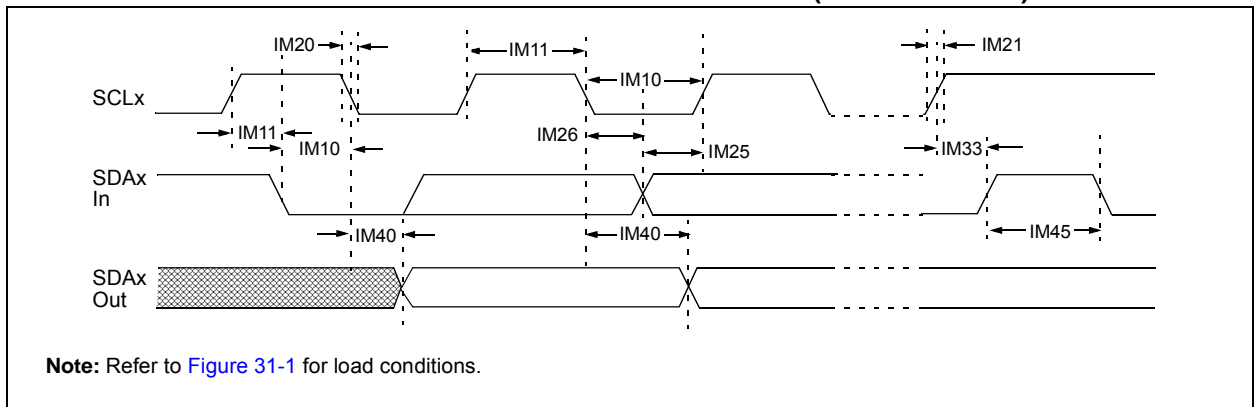 IM20
IM11
IM21
IM10
SCLx
IM11
IM26
IM10
IM25
IM33
SDAx
In
IM40
IM40
IM45
SDAx
Out
Note: Refer to Figure 31-1 for load conditions.